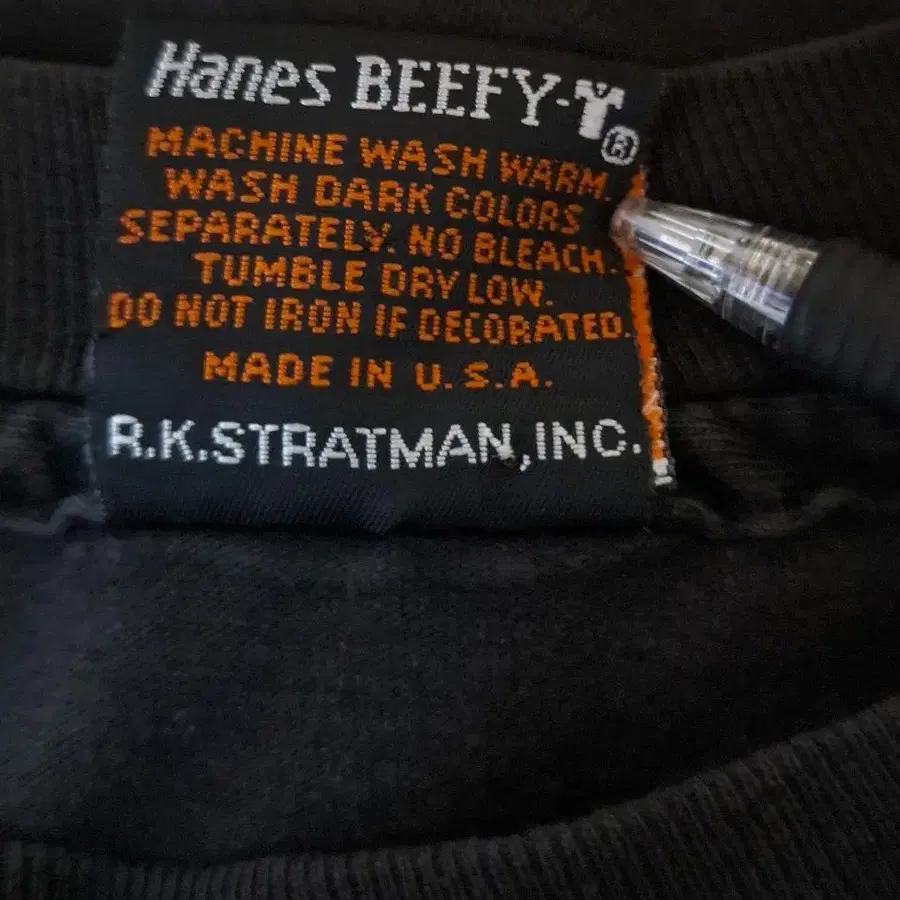 Hanes BEEFY-T®
MACHINE WASH WARM.
WASH DARK COLORS
SEPARATELY. NO BLEACH.
TUMBLE DRY LOW.
DO NOT IRON IF DECORATED.
MADE IN U.S.A.
R.K.STRATMAN,INC.